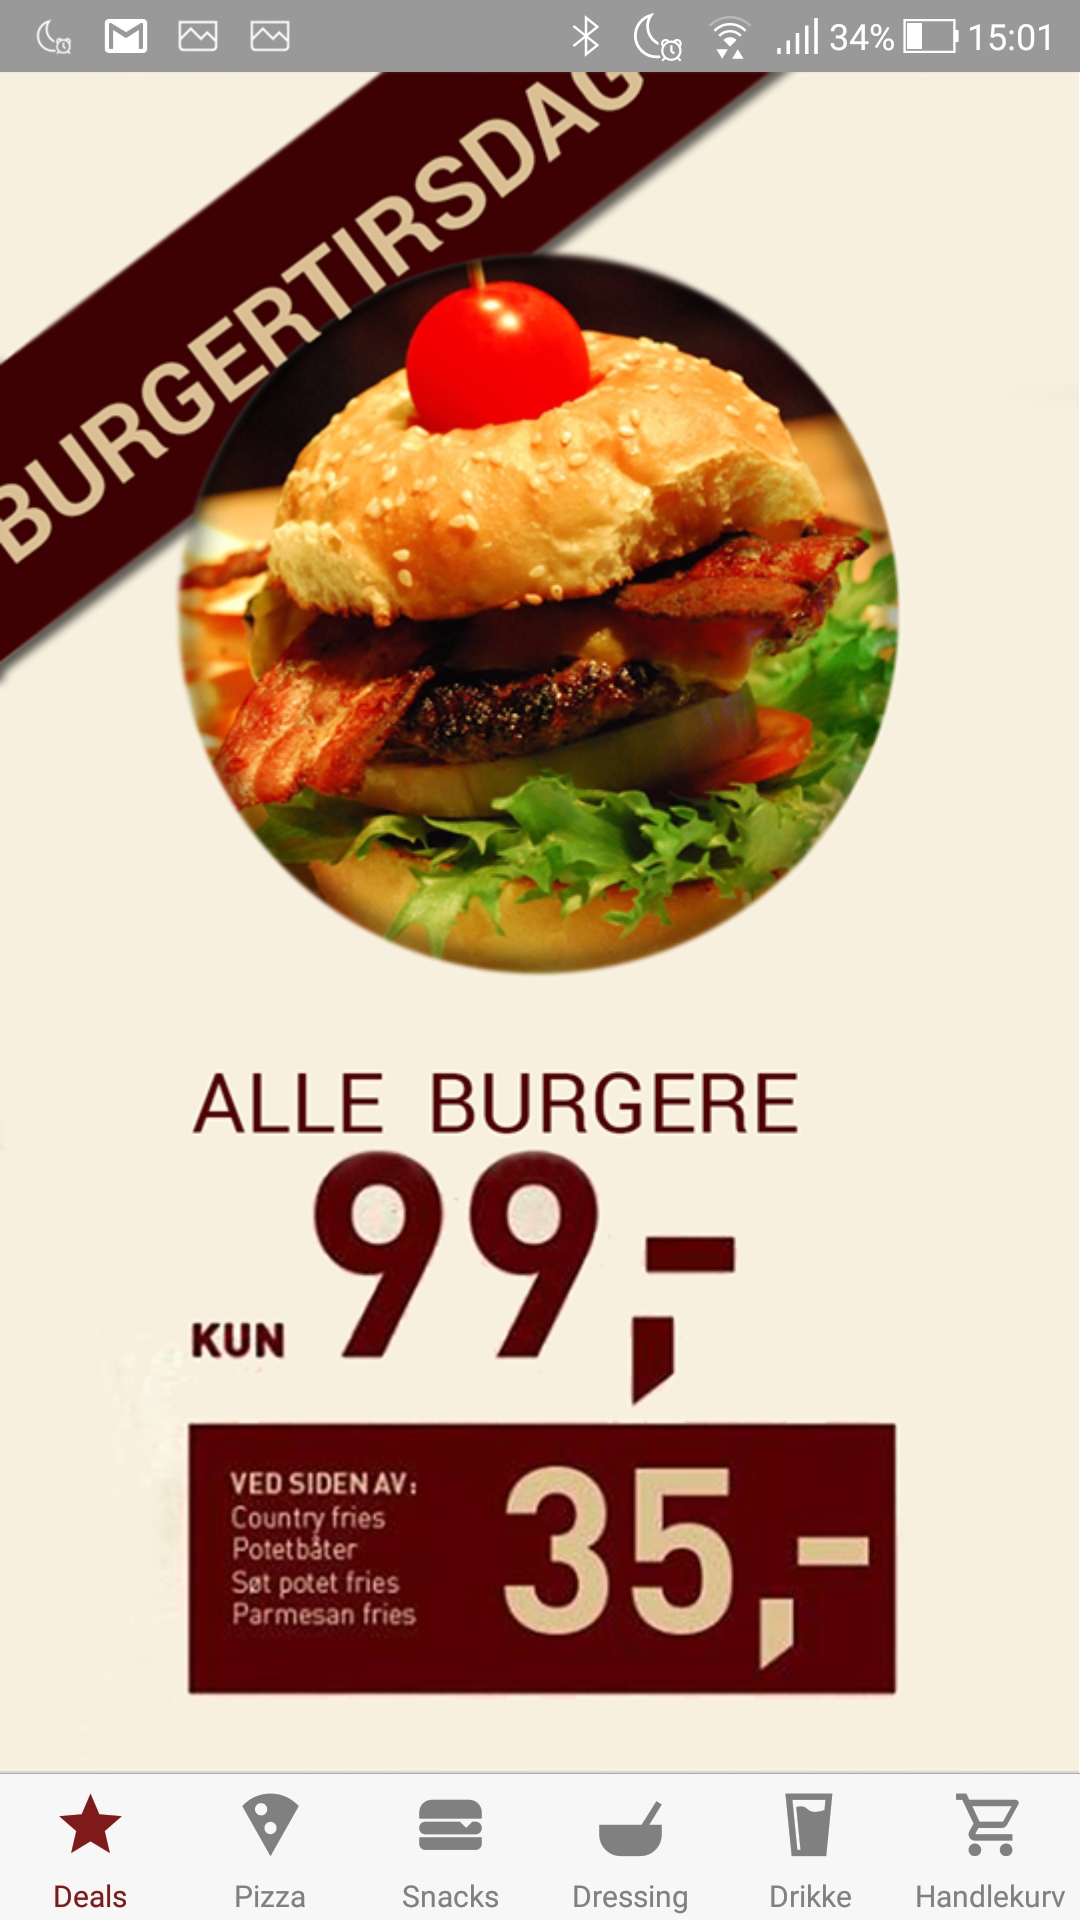 34% 15:01
BURGERTIRSDAG
ALLE BURGERE
KUN 99,-
VED SIDEN AV:
Country fries
Potetbåter
Søt potet fries
Parmesan fries
35,-
Deals Pizza Snacks Dressing Drikke Handlekurv